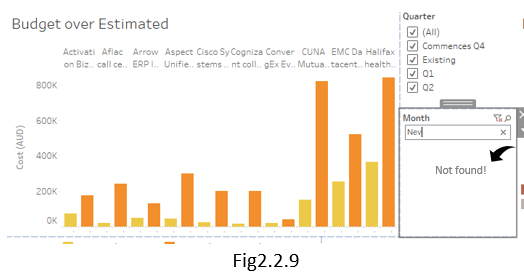 Budget over Estimated
Activati Aflac Arrow Aspect Cisco Sy Cogniza Conver CUNA EMC Da Halifax
on Biz.. call ce.. ERP I.. Unifie.. stems .. nt coll.. gEx Ev.. Mutua.. tacent.. health..
800K
600K
400K
200K
0K
Cost (AUD)
Quarter
(All)
Commences Q4
Existing
Q1
Q2
Month
Nev
Not found!
Fig2.2.9